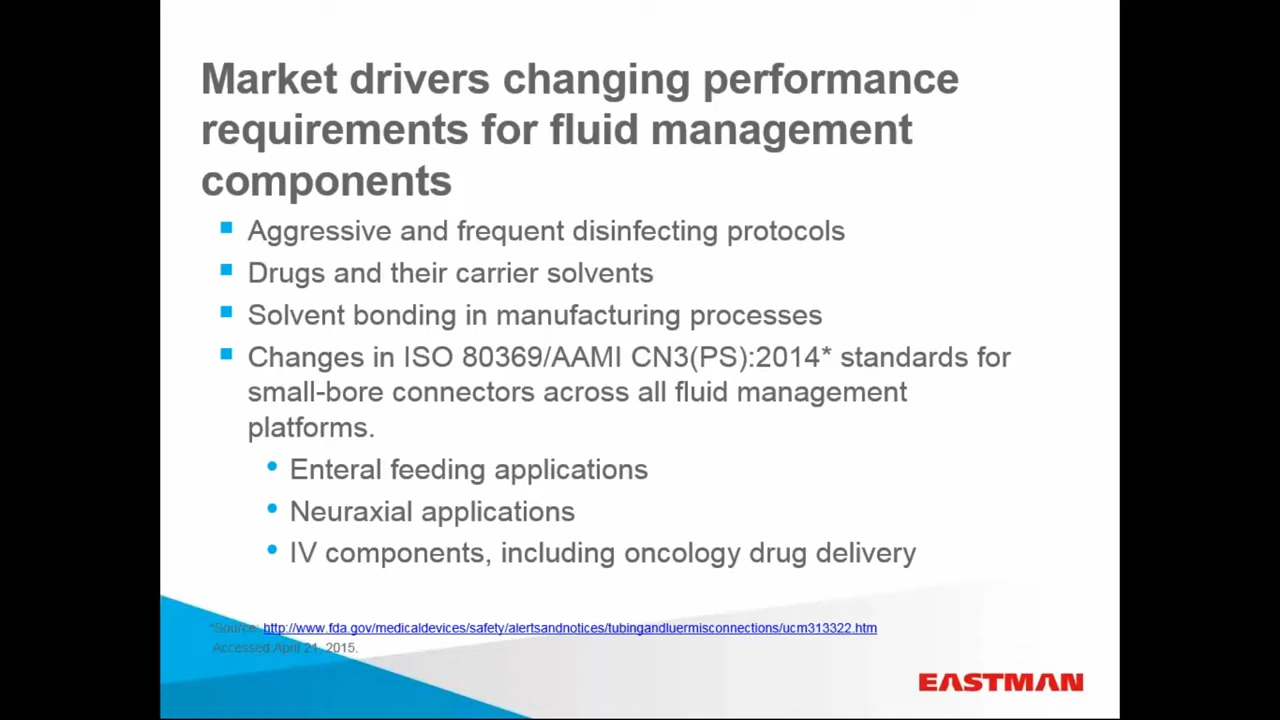 Market drivers changing performance
requirements for fluid management
components
Aggressive and frequent disinfecting protocols
Drugs and their carrier solvents
Solvent bonding in manufacturing processes
Changes in ISO 80369/AAMI CN3(PS):2014* standards for
small-bore connectors across all fluid management
platforms.
Enteral feeding applications
Neuraxial applications
IV components, including oncology drug delivery
*Source: http://www.fda.gov/medicaldevices/safety/alertsandnotices/tubingandluermisconnections/ucm313322.htm
Accessed April 21, 2015.
EASTMAN